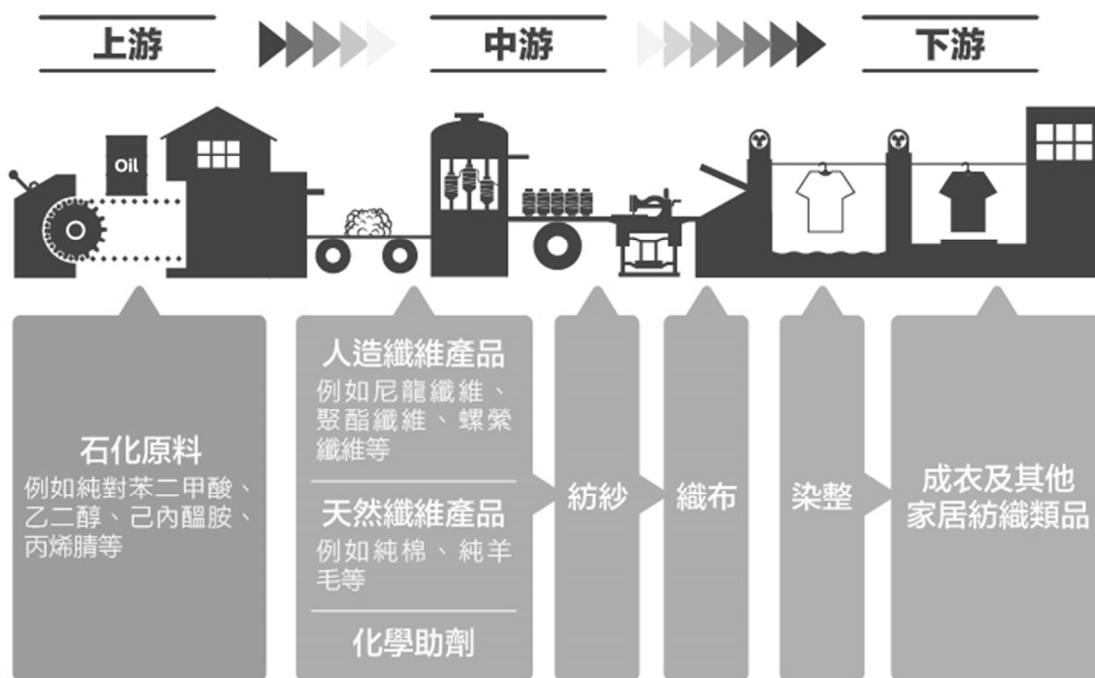 上游
中游
下游
Oil
石化原料
例如純對苯二甲酸、
乙二醇、己內醯胺、
丙烯腈等
人造纖維產品
例如尼龍纖維、
聚酯纖維、螺縈
纖維等
天然纖維產品
例如純棉、純羊
毛等
化學助劑
紡紗
織布
染整
成衣及其他
家居紡織類品